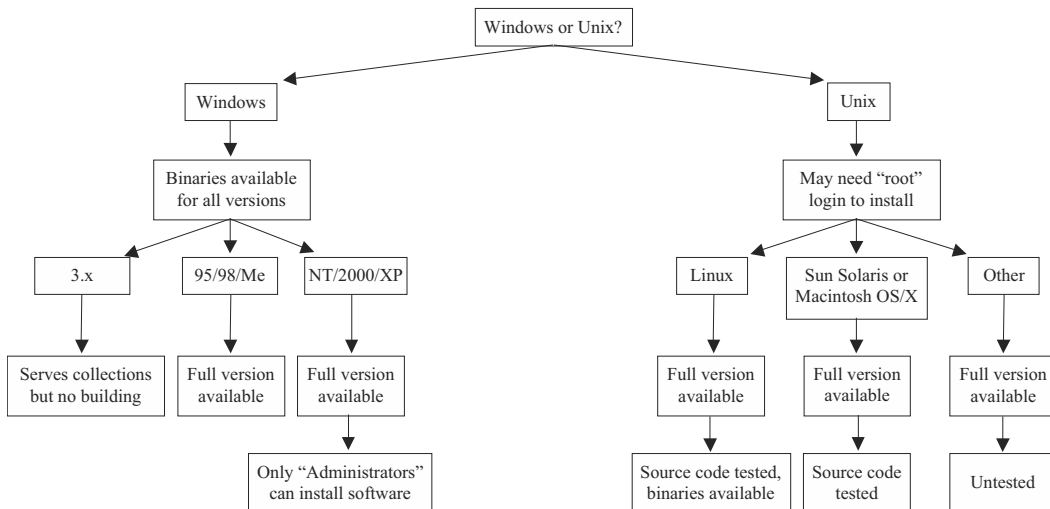 Windows or Unix?
Windows
Unix
Binaries available
for all versions
May need “root”
login to install
3.x
95/98/Me
NT/2000/XP
Linux
Sun Solaris or
Macintosh OS/X
Other
Serves collections
but no building
Full version
available
Full version
available
Full version
available
Full version
available
Full version
available
Only “Administrators”
can install software
Source code tested,
binaries available
Source code
tested
Untested